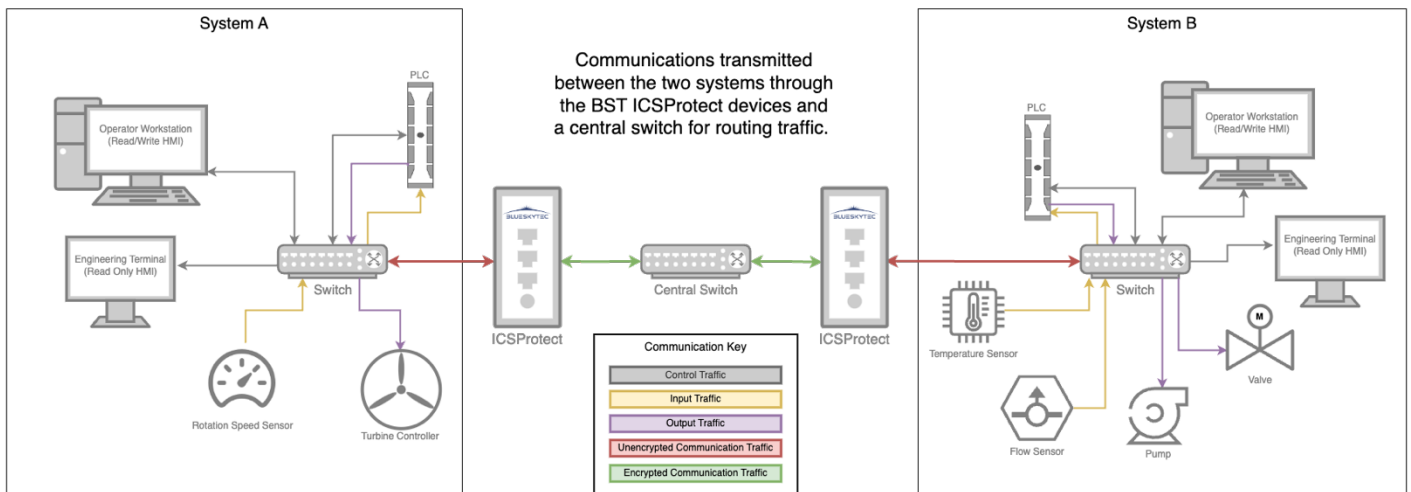 System A
PLC
Operator Workstation
(Read/Write HMI)
Engineering Terminal
(Read Only HMI)
Switch
Rotation Speed Sensor
Turbine Controller
Communications transmitted
between the two systems through
the BST ICSProtect devices and
a central switch for routing traffic.
BLUESKYTEC
ICSProtect
Central Switch
BLUESKYTEC
ICSProtect
Communication Key
Control Traffic
Input Traffic
Output Traffic
Unencrypted Communication Traffic
Encrypted Communication Traffic
System B
PLC
Operator Workstation
(Read/Write HMI)
Engineering Terminal
(Read Only HMI)
Switch
Temperature Sensor
M
Valve
Flow Sensor
Pump